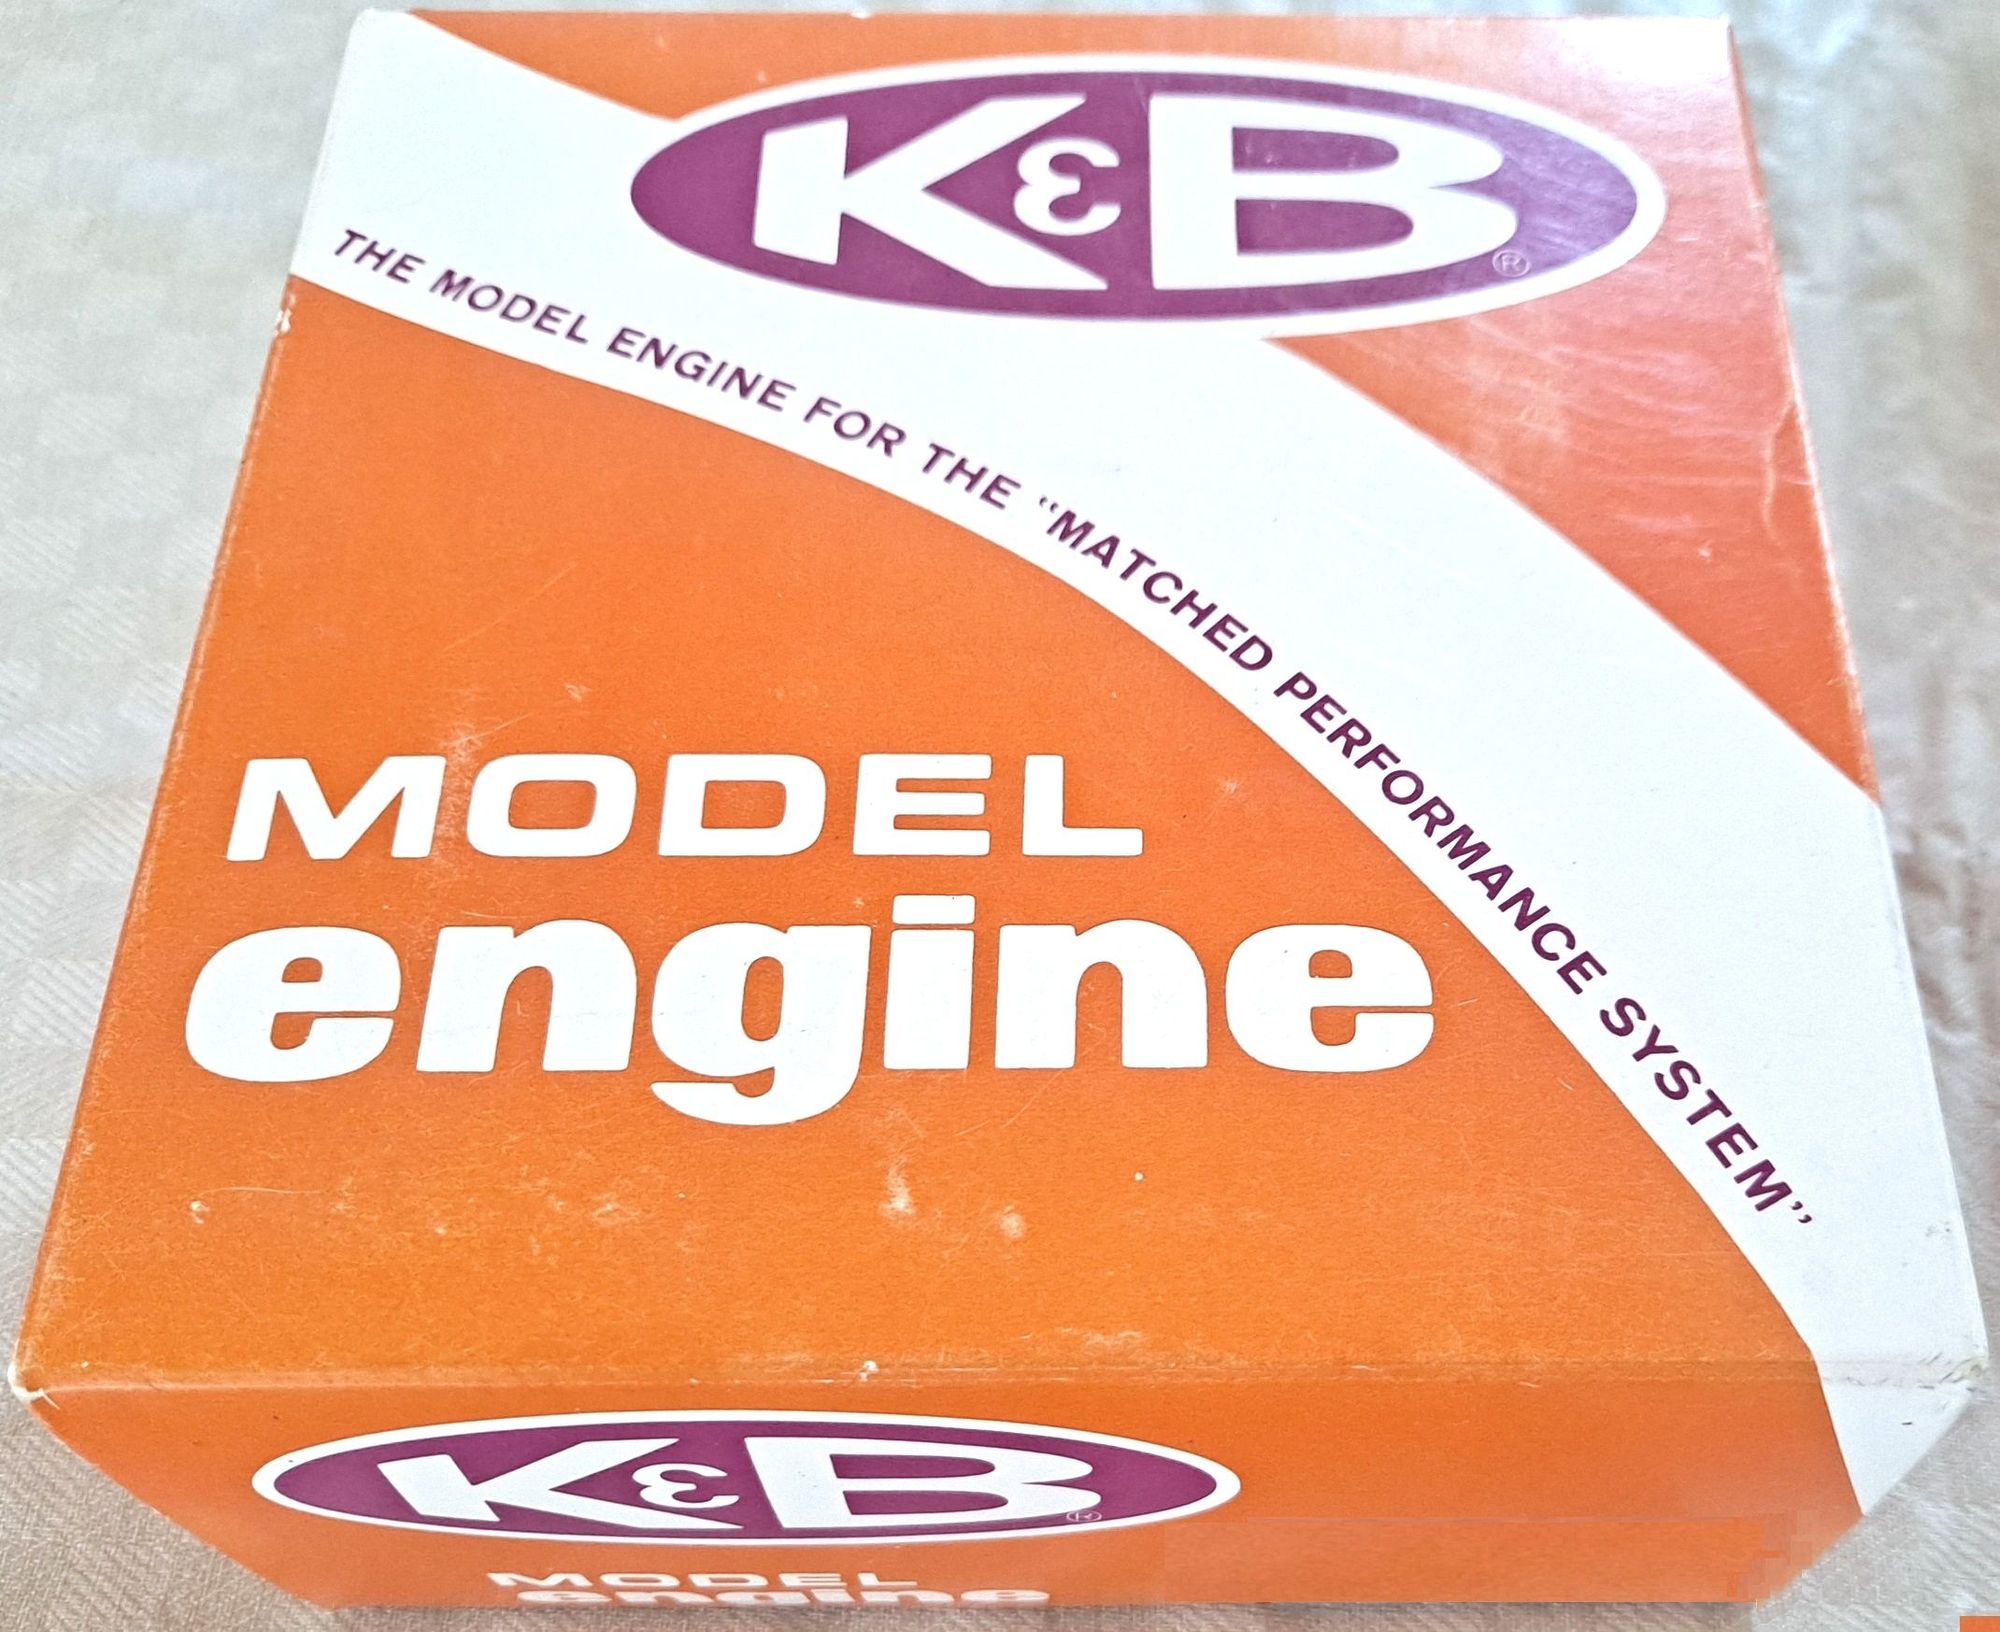 K&B®
THE MODEL ENGINE FOR THE "MATCHED PERFORMANCE SYSTEM"
MODEL
engine
K&B®
MODEL
engine